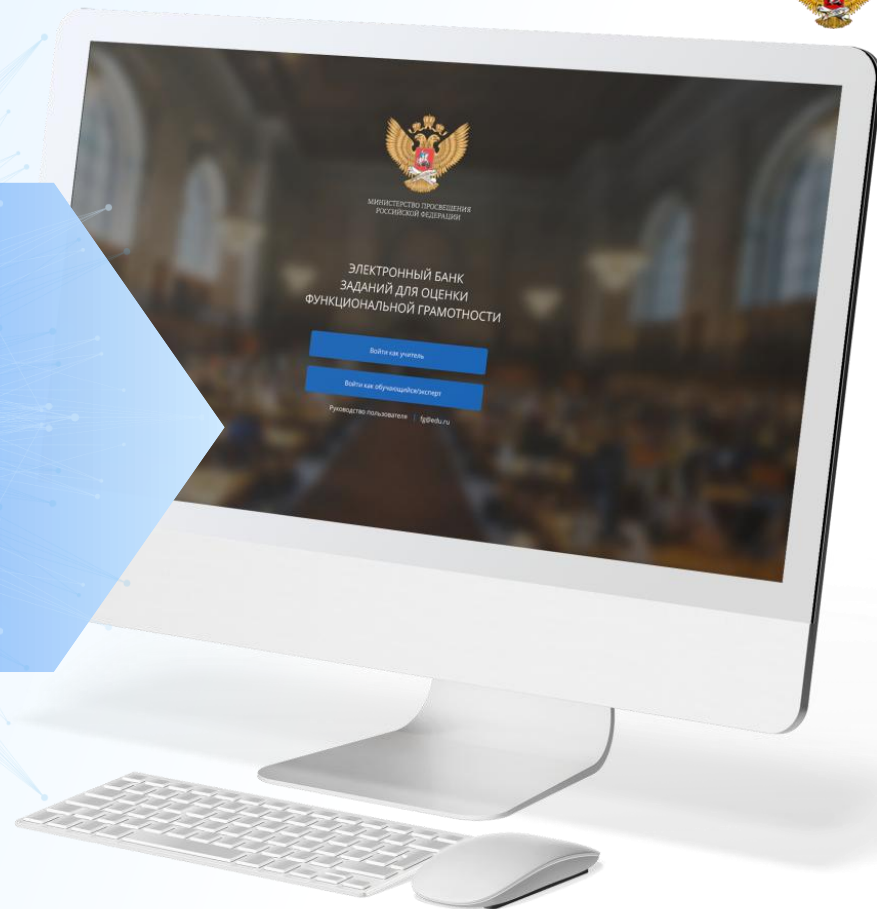 МИНИСТЕРСТВО ПРОСВЕЩЕНИЯ
РОССИЙСКОЙ ФЕДЕРАЦИИ
ЭЛЕКТРОННЫЙ БАНК
ЗАДАНИЙ ДЛЯ ОЦЕНКИ
ФУНКЦИОНАЛЬНОЙ ГРАМОТНОСТИ
Войти как учитель
Войти как обучающийся/эксперт
Руководство пользователя | fg@edu.ru